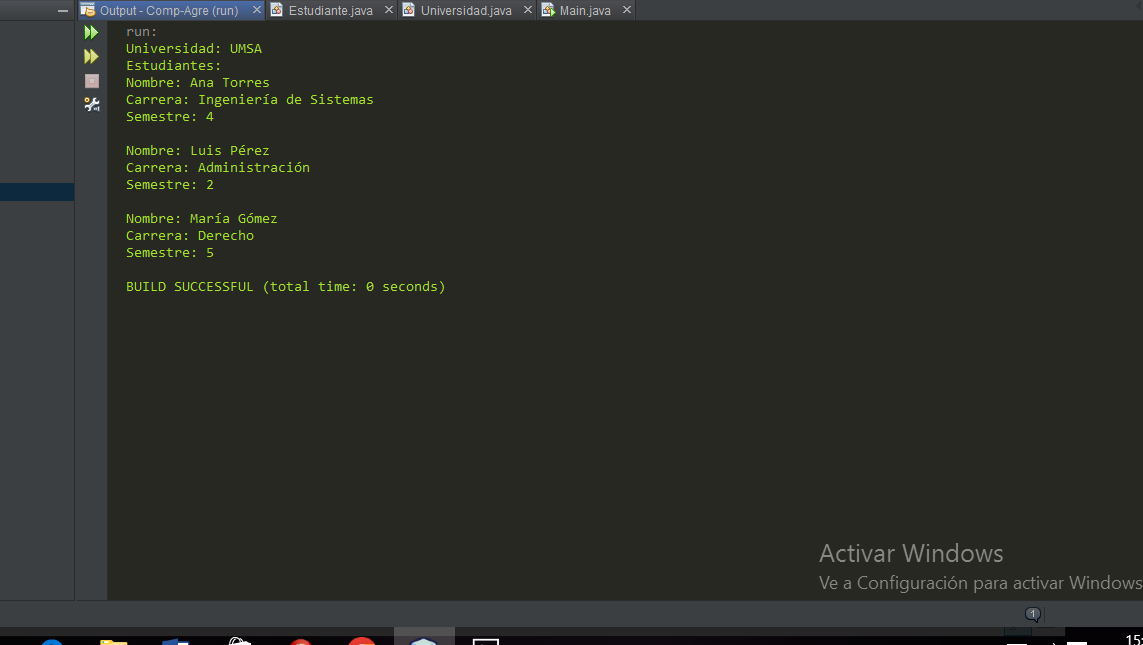 Output - Comp-Agre (run) Estudiante.java Universidad.java Main.java
run:
Universidad: UMSA
Estudiantes:
Nombre: Ana Torres
Carrera: Ingeniería de Sistemas
Semestre: 4
Nombre: Luis Pérez
Carrera: Administración
Semestre: 2
Nombre: María Gómez
Carrera: Derecho
Semestre: 5
BUILD SUCCESSFUL (total time: 0 seconds)
Activar Windows
Ve a Configuración para activar Windows
1
15: